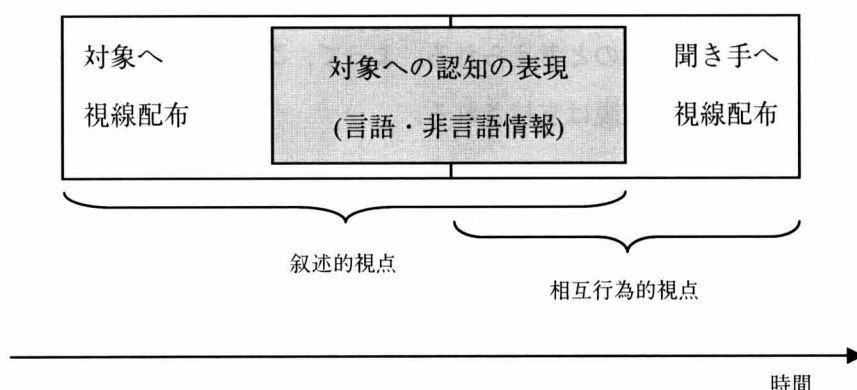 対象へ
視線配布
対象への認知の表現
(言語・非言語情報)
聞き手へ
視線配布
叙述的視点
相互行為的視点
時間